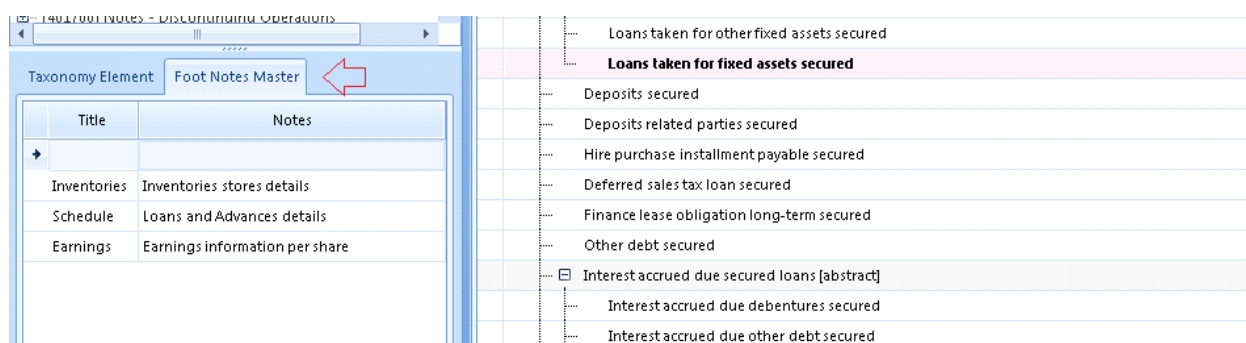 14017001 Notes - Discontinuing Operations
Taxonomy Element
Foot Notes Master
Title
Notes
Inventories
Inventories stores details
Schedule
Loans and Advances details
Earnings
Earnings information per share
Loans taken for other fixed assets secured
Loans taken for fixed assets secured
Deposits secured
Deposits related parties secured
Hire purchase installment payable secured
Deferred sales tax loan secured
Finance lease obligation long-term secured
Other debt secured
Interest accrued due secured loans [abstract]
Interest accrued due debentures secured
Interest accrued due other debt secured